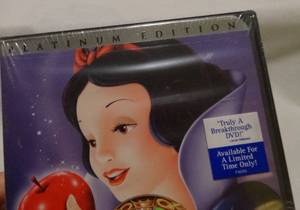 PLATINUM EDITION
"Truly A
Breakthrough
DVD!"
Available For
A Limited
Time Only!